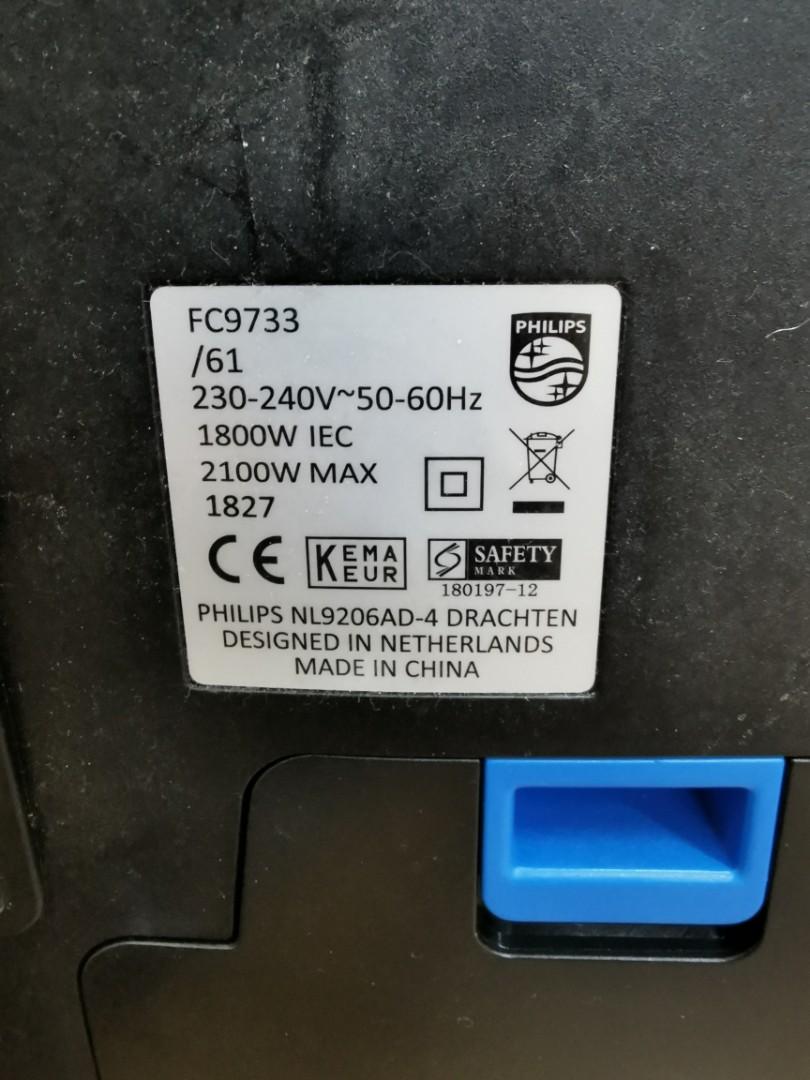 FC9733
/61
230-240V~50-60Hz
1800W IEC
2100W MAX
1827
PHILIPS
CE
KEMA
KEUR
SAFETY
MARK
180197-12
PHILIPS NL9206AD-4 DRACHTEN
DESIGNED IN NETHERLANDS
MADE IN CHINA